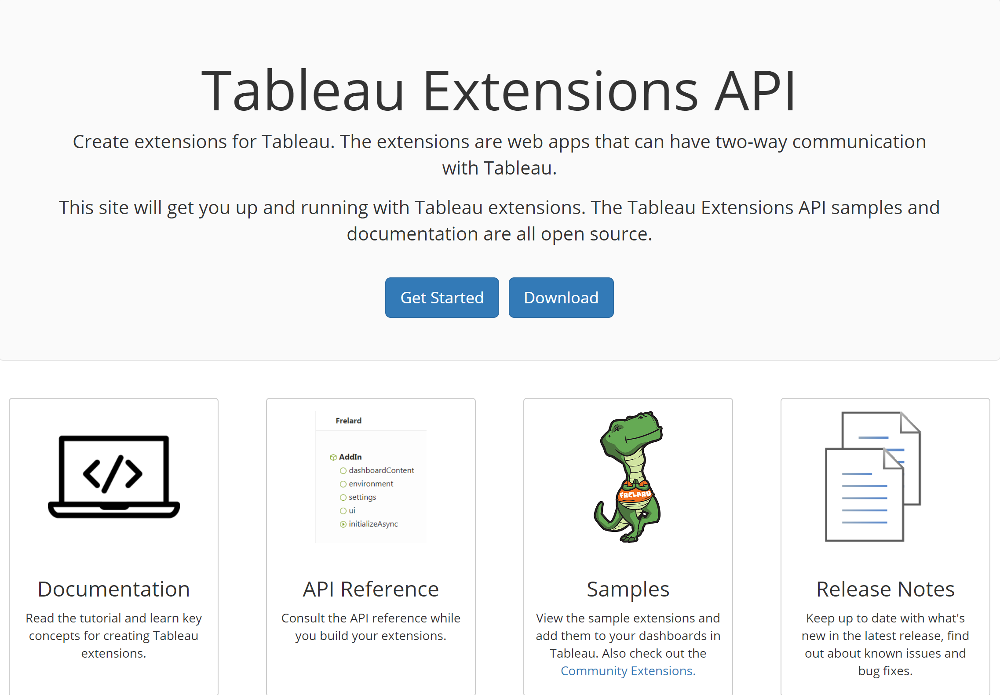 Tableau Extensions API
Create extensions for Tableau. The extensions are web apps that can have two-way communication
with Tableau.
This site will get you up and running with Tableau extensions. The Tableau Extensions API samples and
documentation are all open source.
Get Started
Download
</>
Documentation
Read the tutorial and learn key
concepts for creating Tableau
extensions.
Frelard
AddIn
dashboardContent
environment
settings
ui
initializeAsync
API Reference
Consult the API reference while
you build your extensions.
FRELARD
Samples
View the sample extensions and
add them to your dashboards in
Tableau. Also check out the
Community Extensions.
Release Notes
Keep up to date with what's
new in the latest release, find
out about known issues and
bug fixes.